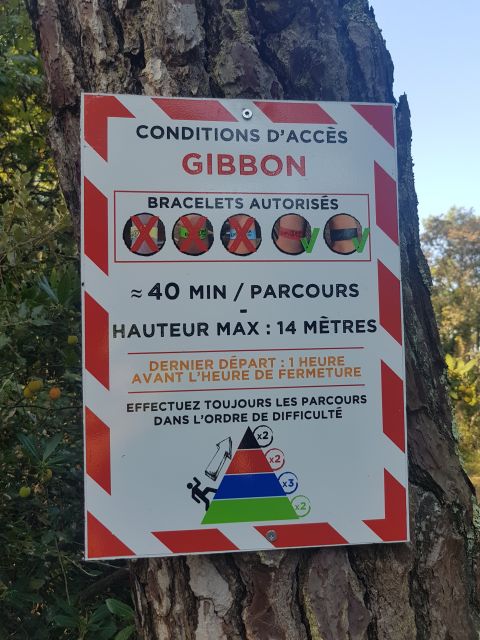 CONDITIONS D'ACCÈS
GIBBON
BRACELETS AUTORISÉS
≈ 40 MIN / PARCOURS
-
HAUTEUR MAX : 14 MÈTRES
DERNIER DÉPART : 1 HEURE
AVANT L'HEURE DE FERMETURE
EFFECTUEZ TOUJOURS LES PARCOURS
DANS L'ORDRE DE DIFFICULTÉ
x2
x2
x3
x2